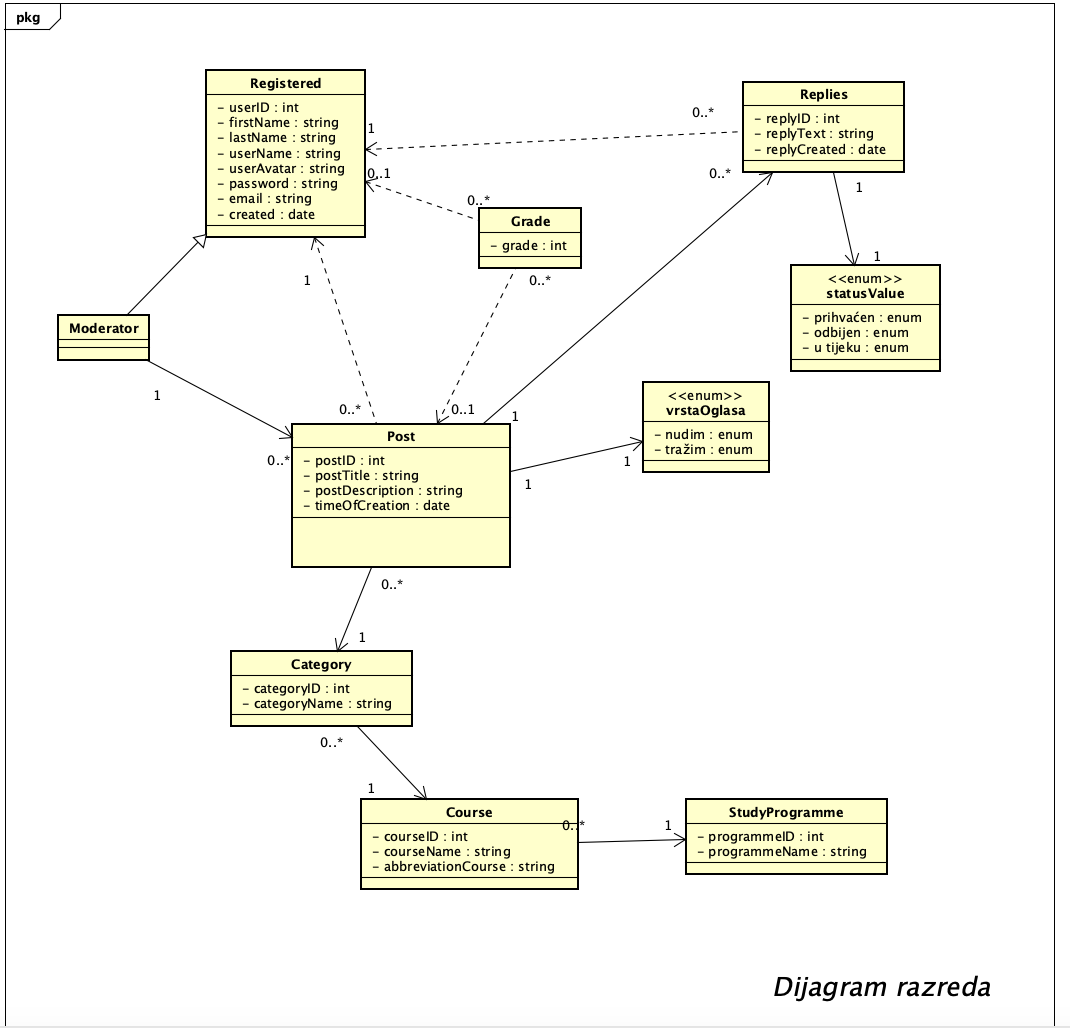 pkg
Registered
- userID : int
- firstName : string
- lastName : string
- userName : string
- userAvatar : string
- password : string
- email : string
- created : date
Replies
- replyID : int
- replyText : string
- replyCreated : date
1
0..*
0..1
0..*
0..*
1
Grade
- grade : int
0..*
1
1
<<enum>>
statusValue
- prihvaćen : enum
- odbijen : enum
- u tijeku : enum
Moderator
1
0..*
0..*
0..1
1
<<enum>>
vrstaOglasa
- nudim : enum
- tražim : enum
Post
- postID : int
- postTitle : string
- postDescription : string
- timeOfCreation : date
1
1
0..*
1
Category
- categoryID : int
- categoryName : string
0..*
1
Course
- courseID : int
- courseName : string
- abbreviationCourse : string
0..*
1
StudyProgramme
- programmeID : int
- programmeName : string
Dijagram razreda